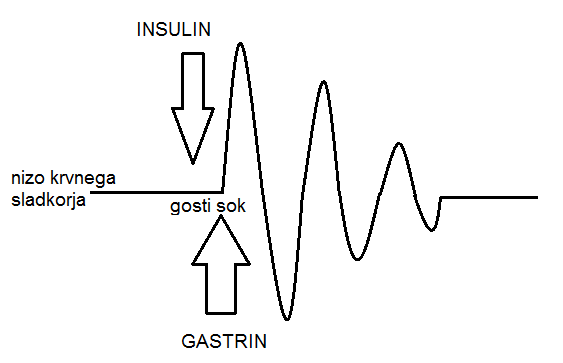 INSULIN
nizo krvnega
sladkorja
gosti sok
GASTRIN